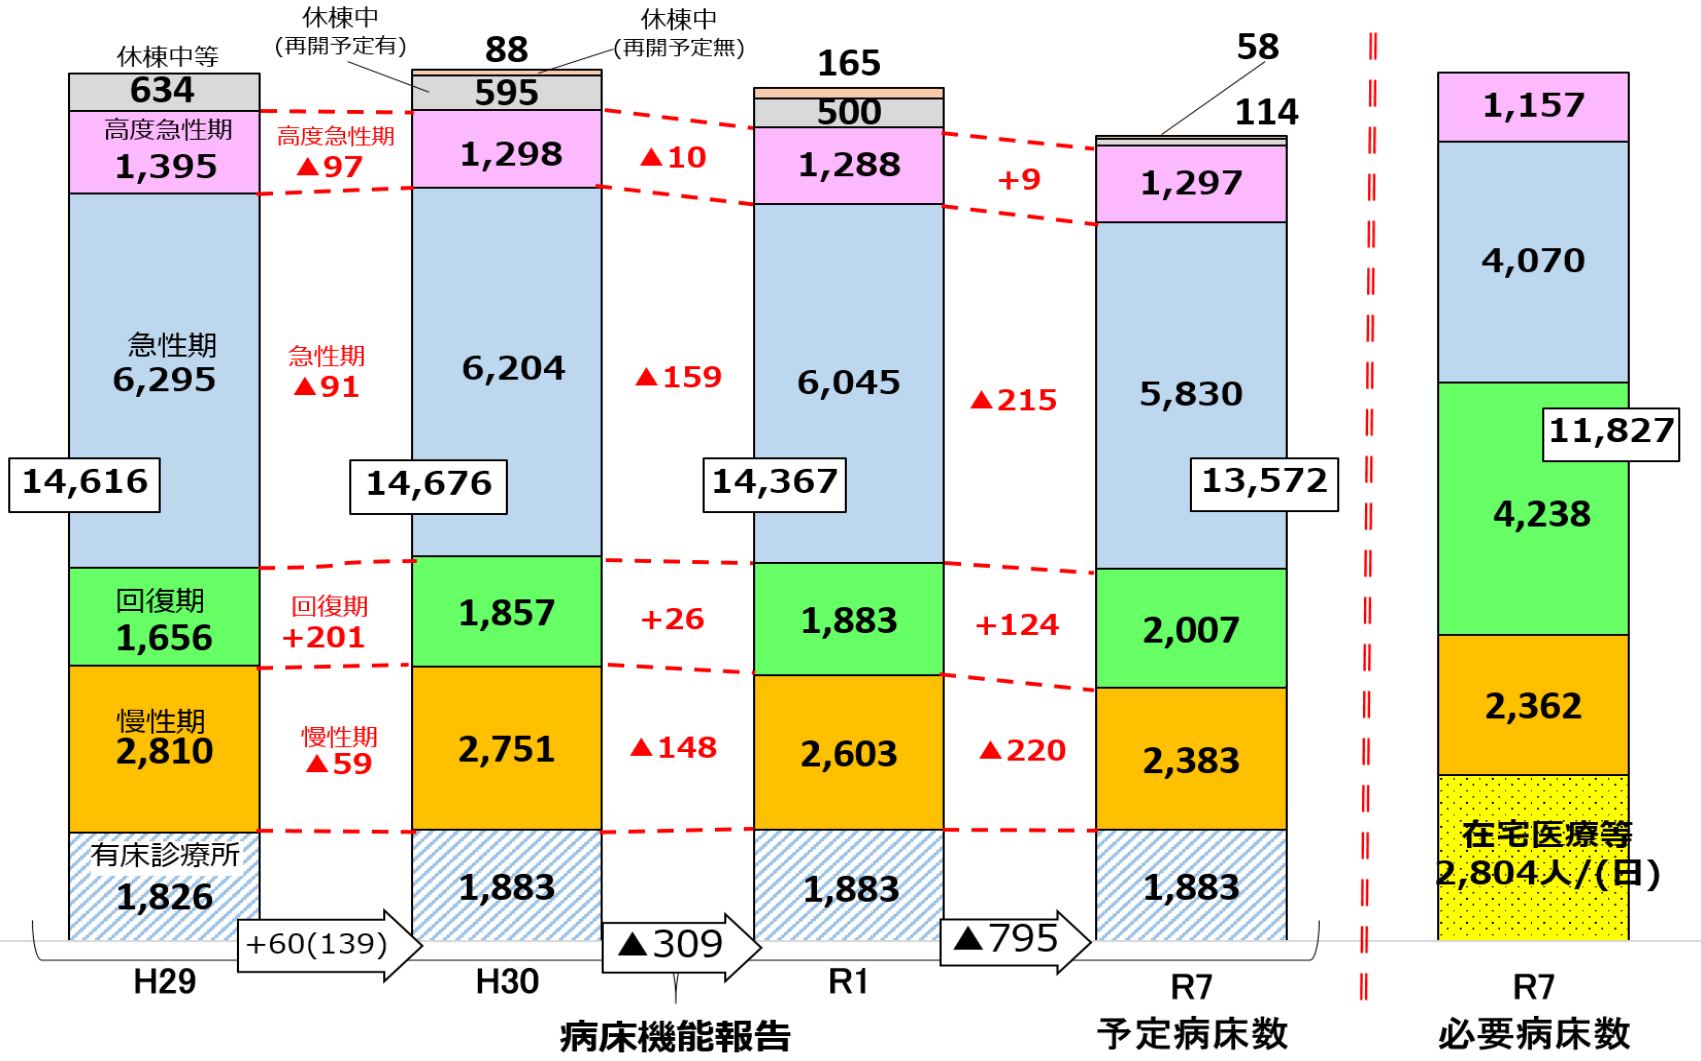 休棟中等
634
高度急性期
1,395
急性期
6,295
14,616
回復期
1,656
慢性期
2,810
有床診療所
1,826
H29
高度急性期
▲97
急性期
▲91
回復期
+201
慢性期
▲59
+60(139)
休棟中
(再開予定有)
88
休棟中
(再開予定無)
595
1,298
6,204
14,676
1,857
2,751
1,883
H30
▲10
▲159
+26
▲148
▲309
165
500
1,288
6,045
14,367
1,883
2,603
1,883
R1
+9
▲215
+124
▲220
▲795
58
114
1,297
5,830
13,572
2,007
2,383
1,883
R7
予定病床数
病床機能報告
1,157
4,070
11,827
4,238
2,362
在宅医療等
2,804人/(日)
R7
必要病床数